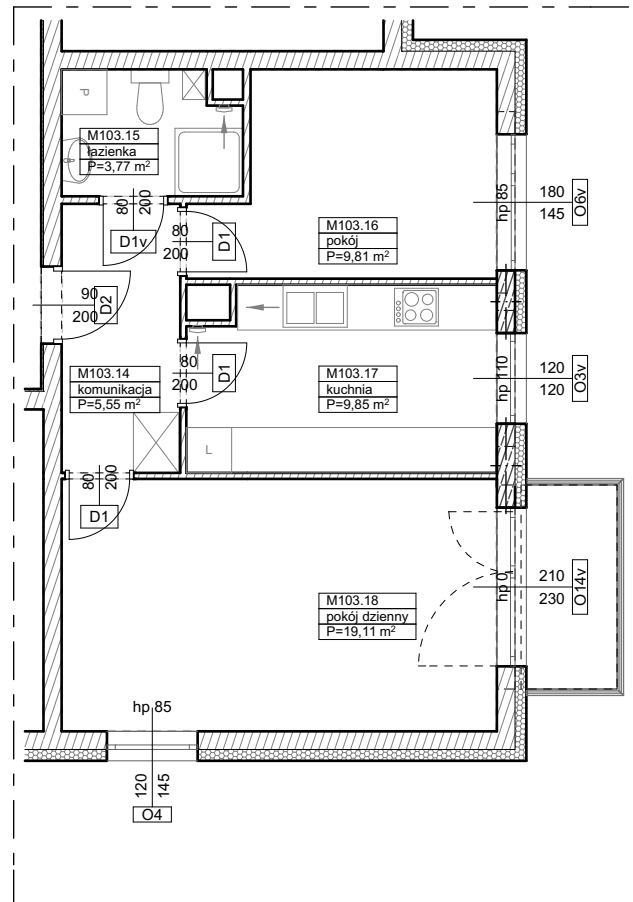 P
M103.15
łazienka
P=3,77 m²
80
200
D1v
80
200
D1
M103.16
pokój
P=9,81 m²
hp 85
180
145
O6v
90
200
D2
M103.14
komunikacja
P=5,55 m²
80
200
D1
M103.17
kuchnia
P=9,85 m²
hp 110
120
120
O3v
L
80
200
D1
M103.18
pokój dzienny
P=19,11 m²
hp 0
210
230
O14v
hp 85
120
145
O4